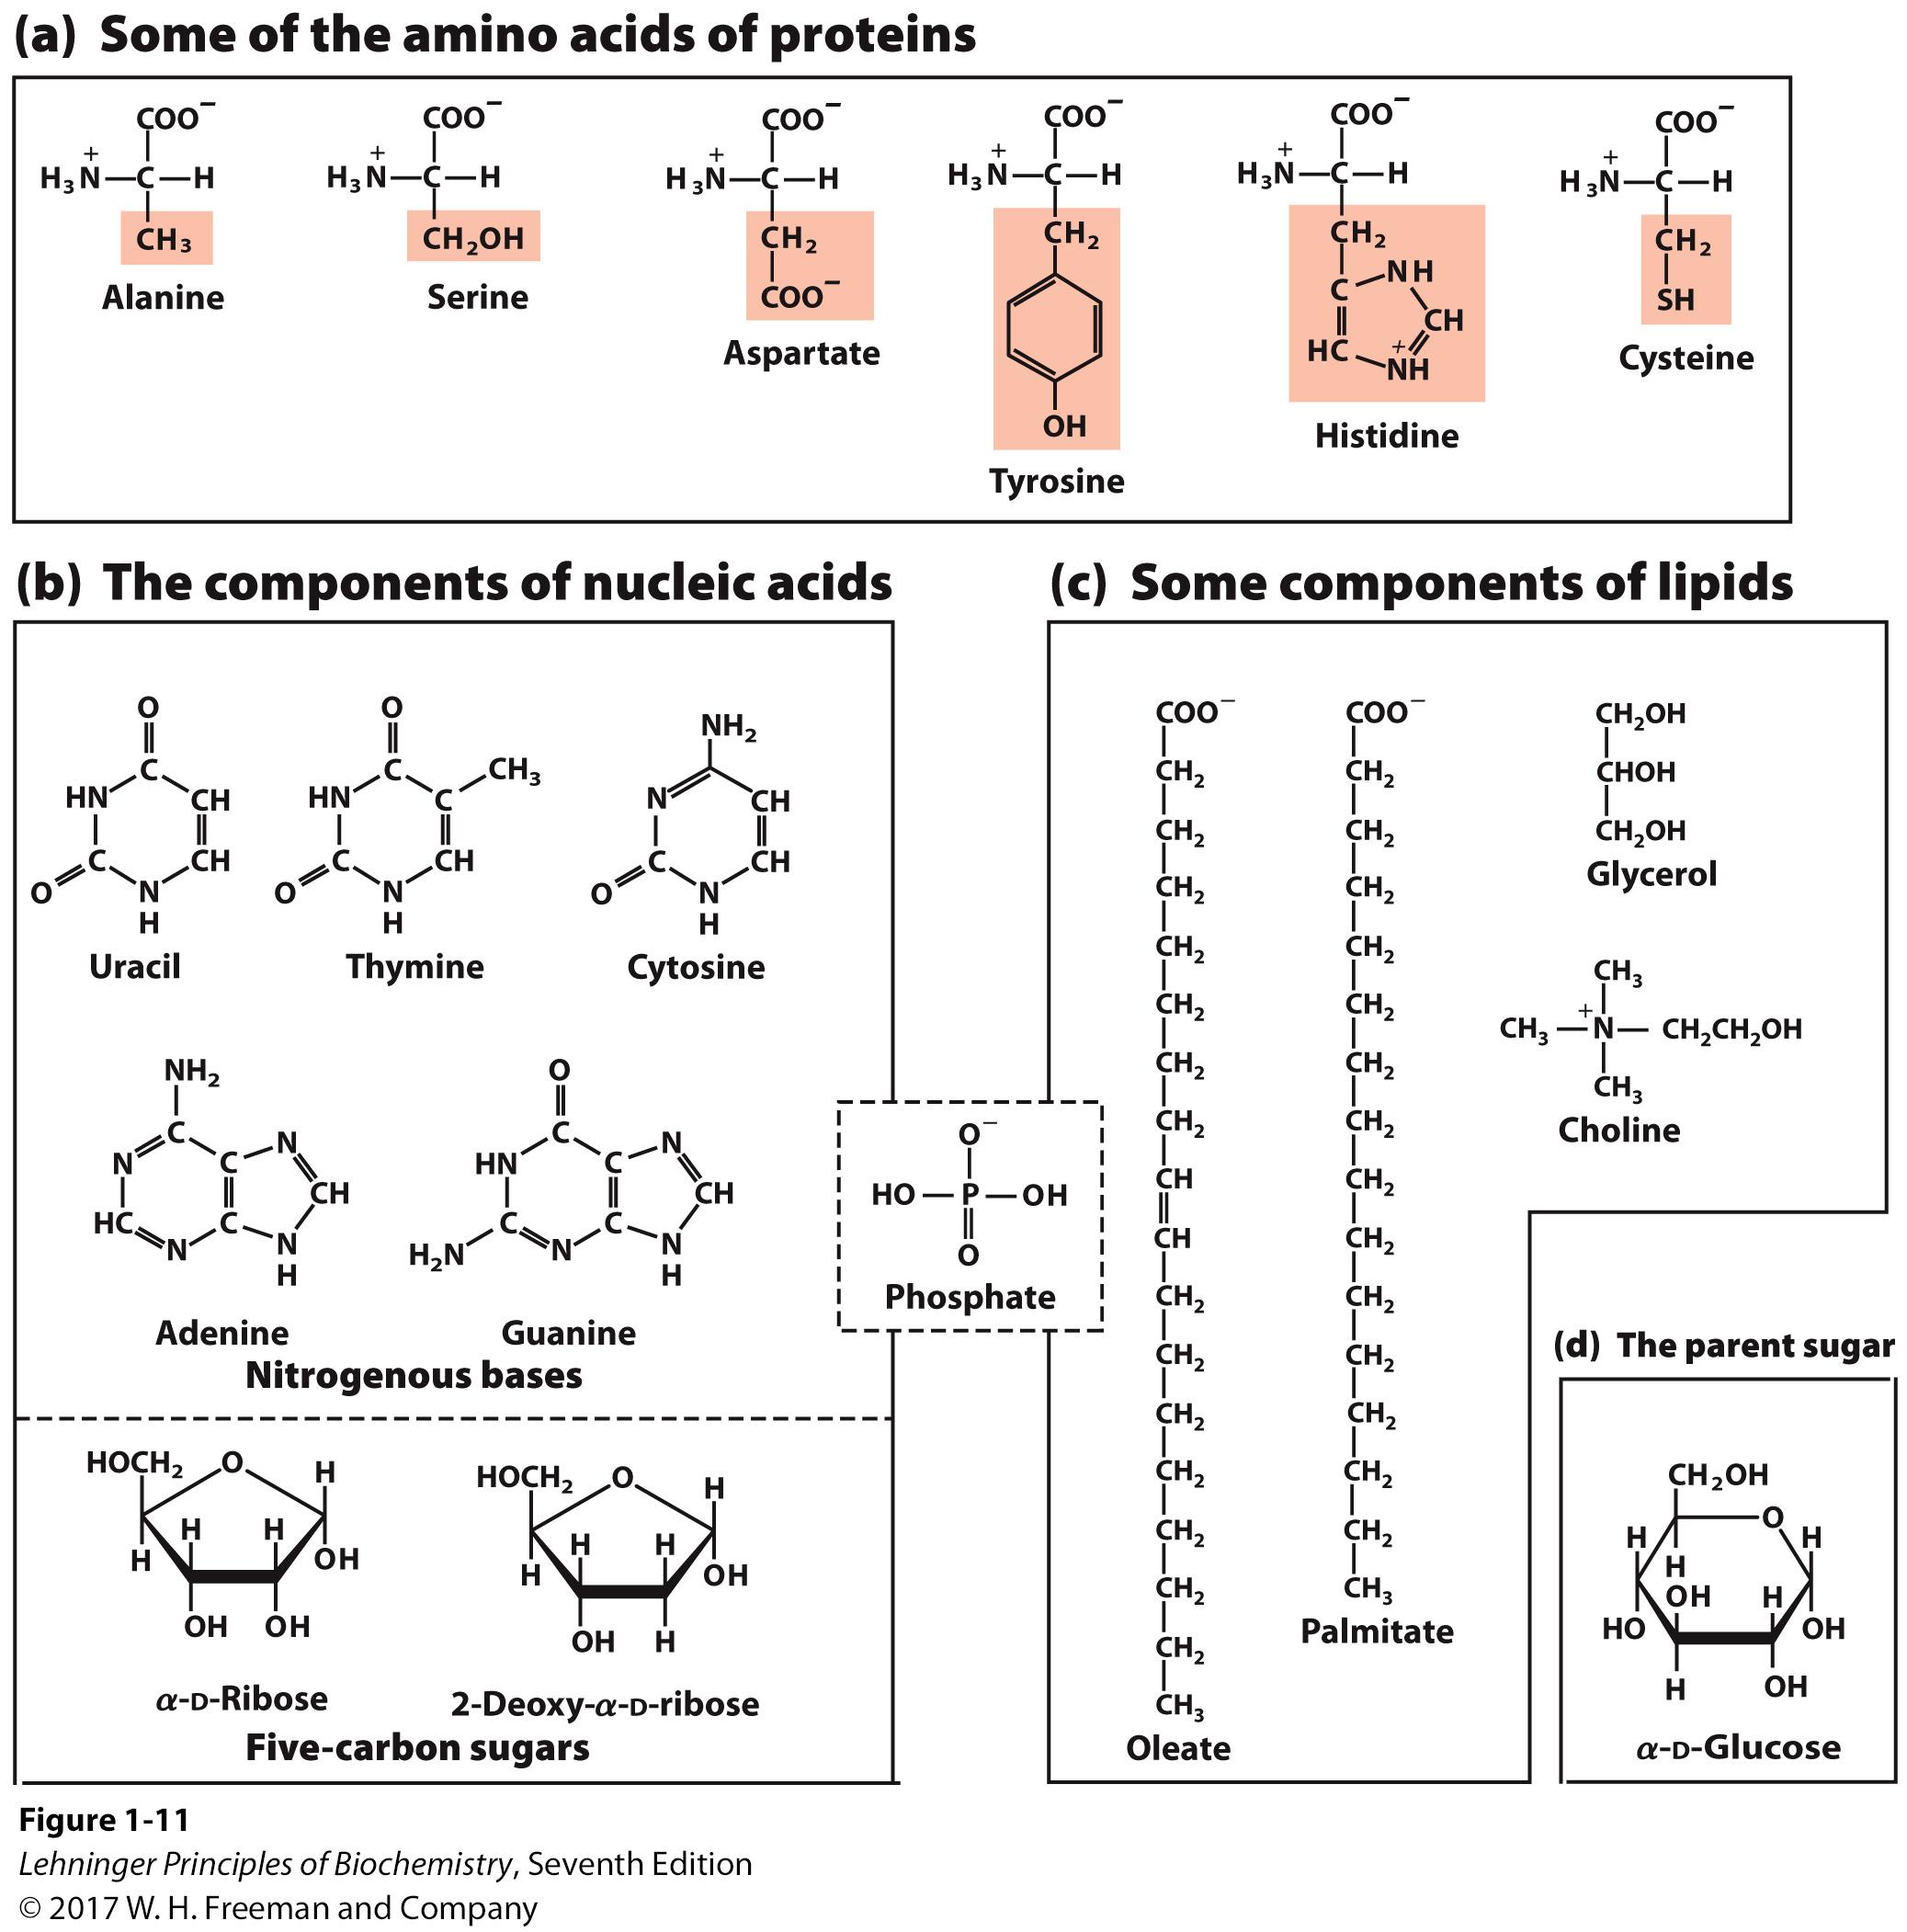 (a) Some of the amino acids of proteins
COO⁻
H₃N⁺—C—H
CH₃
Alanine
COO⁻
H₃N⁺—C—H
CH₂OH
Serine
COO⁻
H₃N⁺—C—H
CH₂
COO⁻
Aspartate
COO⁻
H₃N⁺—C—H
CH₂
OH
Tyrosine
COO⁻
H₃N⁺—C—H
CH₂
C NH
CH
HC NH⁺
Histidine
COO⁻
H₃N⁺—C—H
CH₂
SH
Cysteine
(b) The components of nucleic acids
O
C
HN CH
C CH
O N
H
Uracil
O
C CH₃
HN C
C CH
O N
H
Thymine
NH₂
N CH
C CH
O N
H
Cytosine
NH₂
C N
N C
CH
HC C
N N
H
Adenine
O
C N
HN C
CH
C C
H₂N N N
H
Guanine
Nitrogenous bases
HOCH₂ O H
H H
H OH
OH OH
α-D-Ribose
HOCH₂ O H
H H
H OH
OH H
2-Deoxy-α-D-ribose
Five-carbon sugars
O⁻
HO—P—OH
O
Phosphate
(c) Some components of lipids
COO⁻
CH₂
CH₂
CH₂
CH₂
CH₂
CH₂
CH₂
CH
CH
CH₂
CH₂
CH₂
CH₂
CH₂
CH₂
CH₂
CH₃
Oleate
COO⁻
CH₂
CH₂
CH₂
CH₂
CH₂
CH₂
CH₂
CH₂
CH₂
CH₂
CH₂
CH₂
CH₂
CH₂
CH₃
Palmitate
CH₂OH
CHOH
CH₂OH
Glycerol
CH₃
CH₃—N⁺—CH₂CH₂OH
CH₃
Choline
(d) The parent sugar
CH₂OH
O
H H
H
OH H
HO OH
H OH
α-D-Glucose
Figure 1-11
Lehninger Principles of Biochemistry, Seventh Edition
© 2017 W. H. Freeman and Company